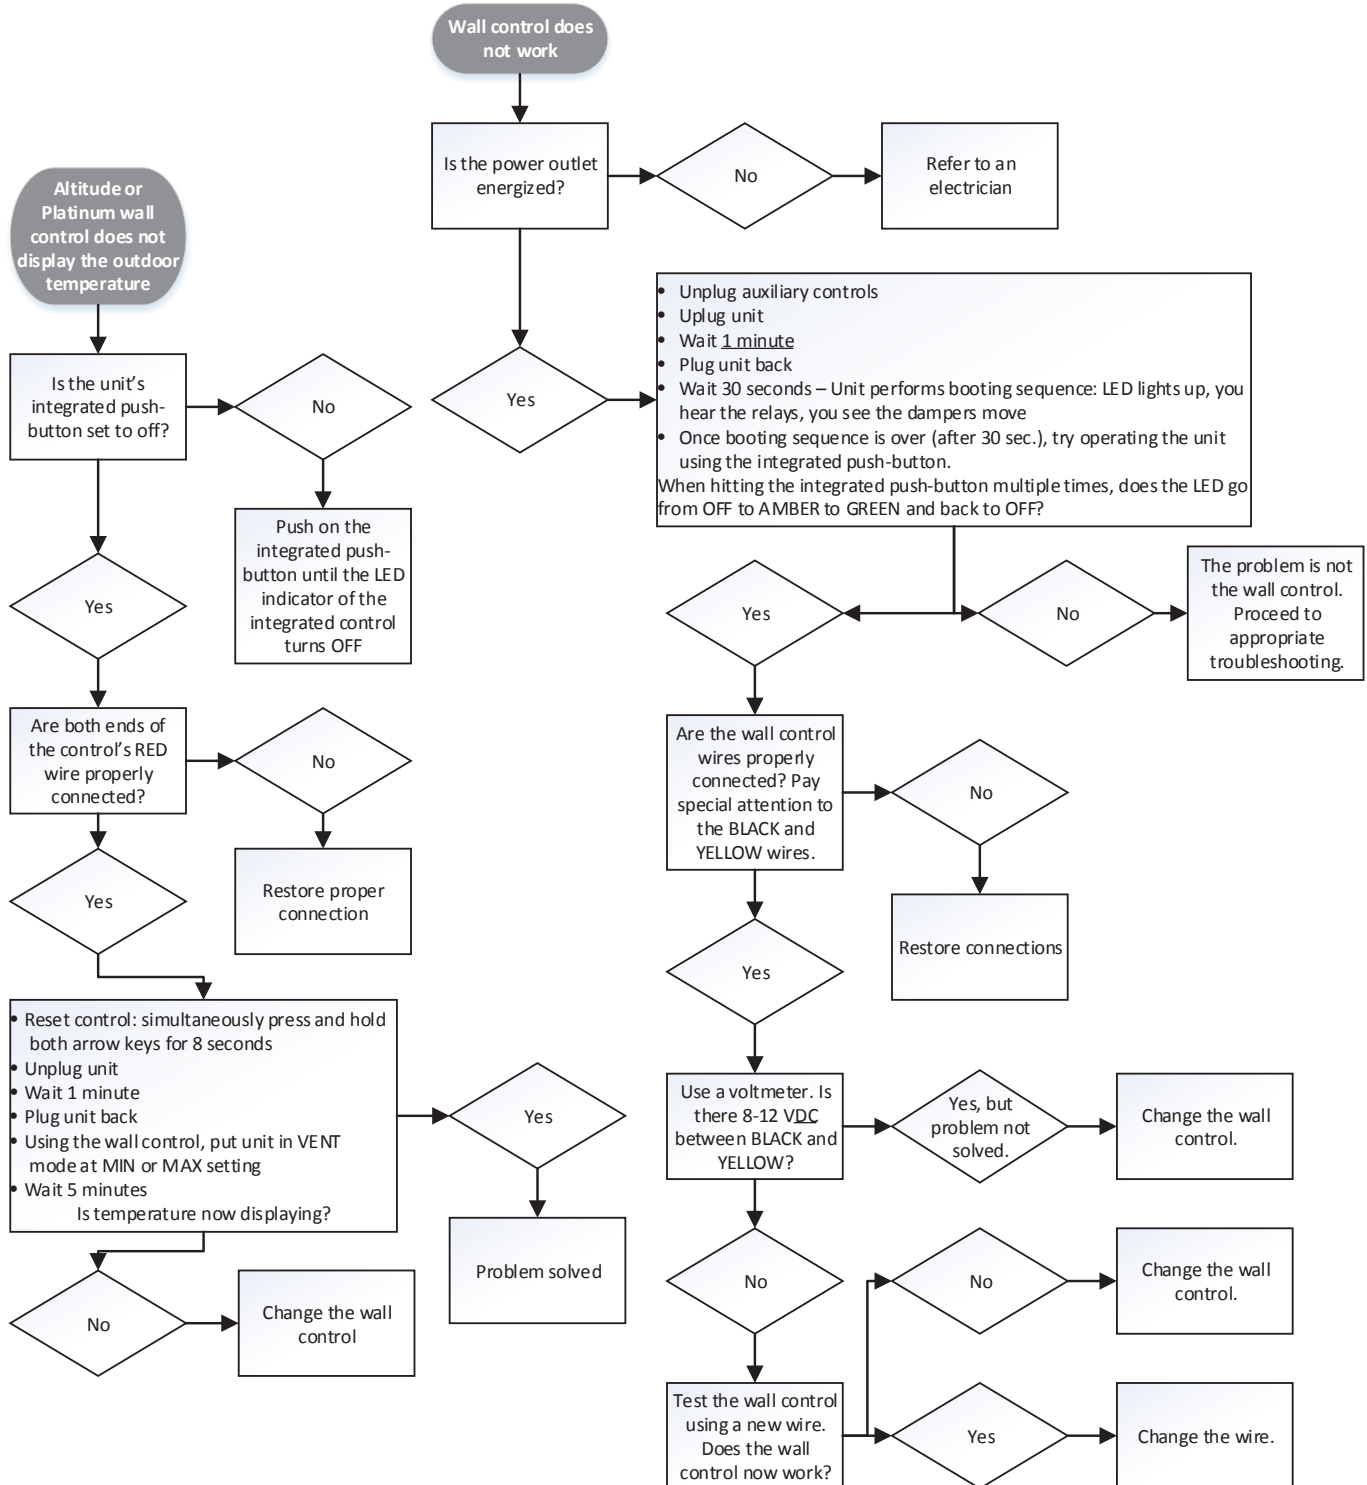 Wall control does
not work
Is the power outlet
energized?
No
Refer to an
electrician
Yes
• Unplug auxiliary controls
• Uplug unit
• Wait 1 minute
• Plug unit back
• Wait 30 seconds – Unit performs booting sequence: LED lights up, you
hear the relays, you see the dampers move
• Once booting sequence is over (after 30 sec.), try operating the unit
using the integrated push-button.
When hitting the integrated push-button multiple times, does the LED go
from OFF to AMBER to GREEN and back to OFF?
Yes
No
The problem is not
the wall control.
Proceed to
appropriate
troubleshooting.
Are the wall control
wires properly
connected? Pay
special attention to
the BLACK and
YELLOW wires.
No
Restore connections
Yes
Use a voltmeter. Is
there 8-12 VDC
between BLACK and
YELLOW?
Yes, but
problem not
solved.
Change the wall
control.
No
Test the wall control
using a new wire.
Does the wall
control now work?
No
Change the wall
control.
Yes
Change the wire.
Altitude or
Platinum wall
control does not
display the outdoor
temperature
Is the unit's
integrated push-
button set to off?
No
Push on the
integrated push-
button until the LED
indicator of the
integrated control
turns OFF
Yes
Are both ends of
the control's RED
wire properly
connected?
No
Restore proper
connection
Yes
• Reset control: simultaneously press and hold
both arrow keys for 8 seconds
• Unplug unit
• Wait 1 minute
• Plug unit back
• Using the wall control, put unit in VENT
mode at MIN or MAX setting
• Wait 5 minutes
Is temperature now displaying?
Yes
Problem solved
No
Change the wall
control